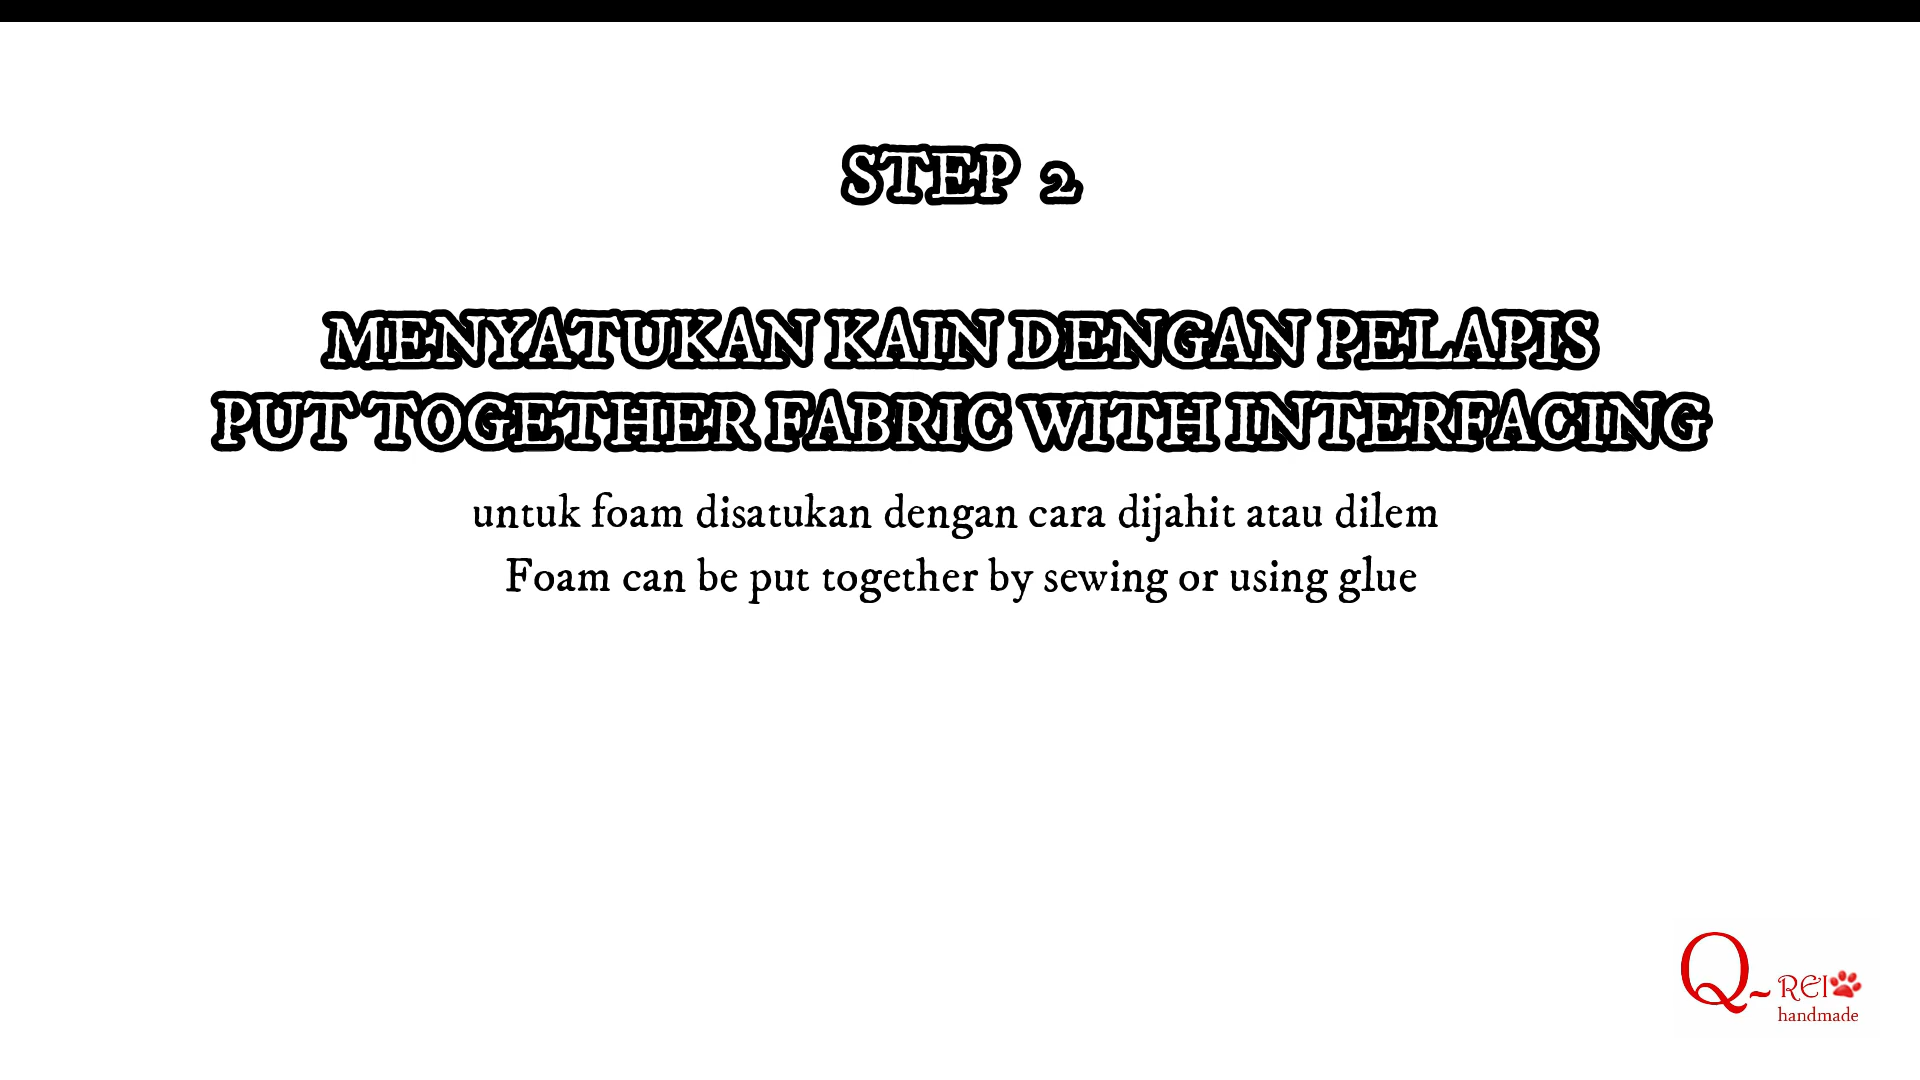 STEP 2
MENYATUKAN KAIN DENGAN PELAPIS
PUT TOGETHER FABRIC WITH INTERFACING
untuk foam disatukan dengan cara dijahit atau dilem
Foam can be put together by sewing or using glue
Q~ REI
handmade